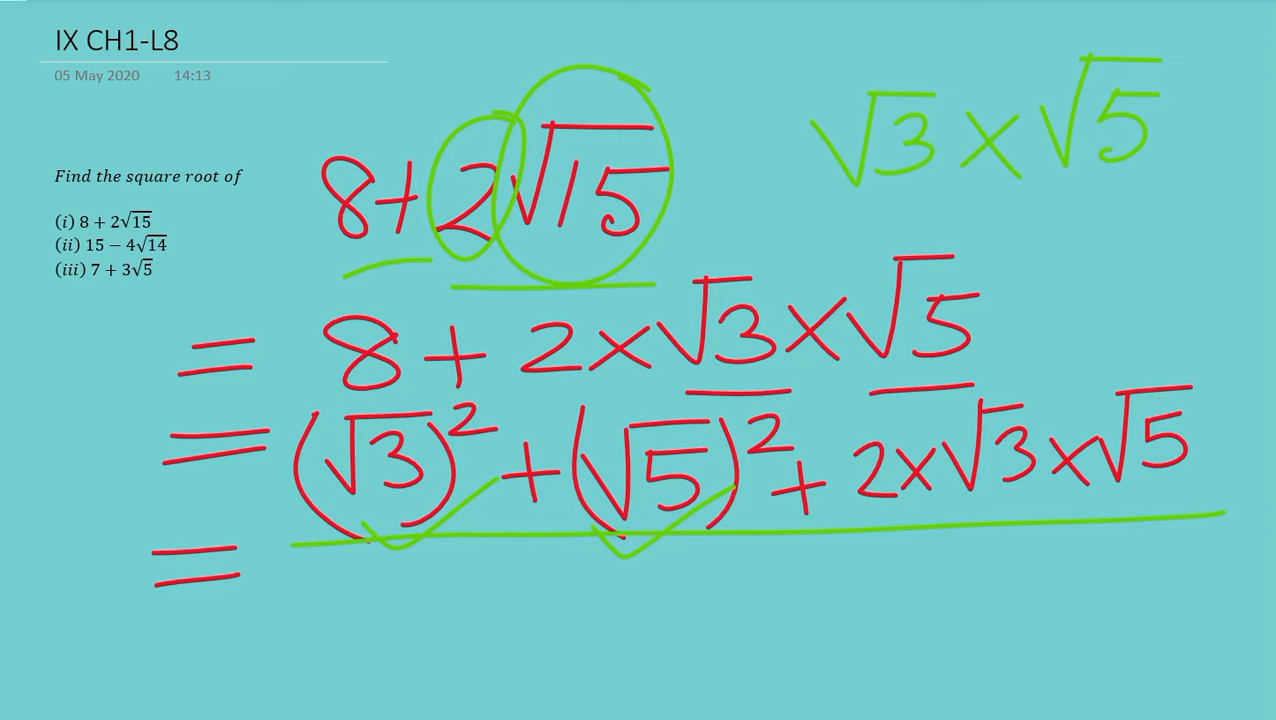 IX CH1-L8
05 May 2020 14:13
Find the square root of
(i) 8 + 2√15
(ii) 15 − 4√14
(iii) 7 + 3√5
8+2√15
√3 × √5
= 8 + 2×√3×√5
= (√3)² + (√5)² + 2×√3×√5
=